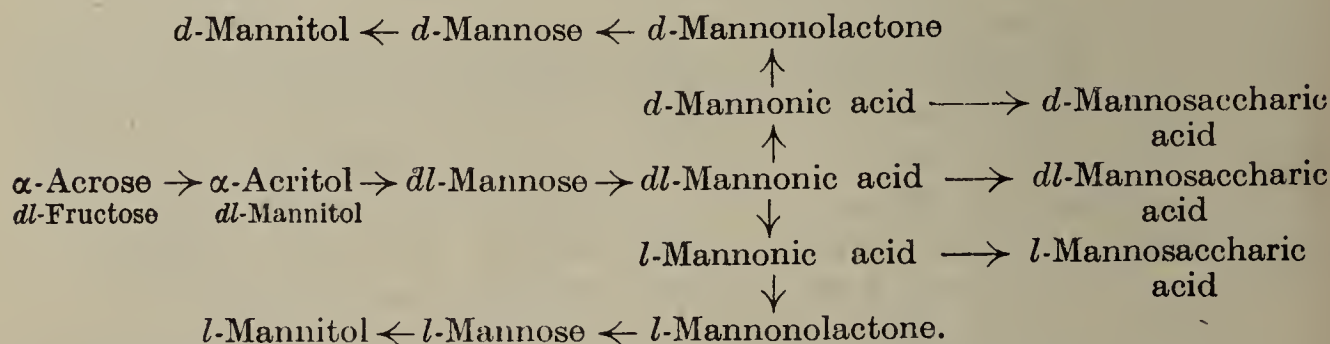 d-Mannitol ← d-Mannose ← d-Mannonolactone
↑
d-Mannonic acid ⟶ d-Mannosaccharic
acid
↑
α-Acrose → α-Acritol → dl-Mannose → dl-Mannonic acid ⟶ dl-Mannosaccharic
dl-Fructose dl-Mannitol acid
↓
l-Mannonic acid ⟶ l-Mannosaccharic
acid
↓
l-Mannitol ← l-Mannose ← l-Mannonolactone.